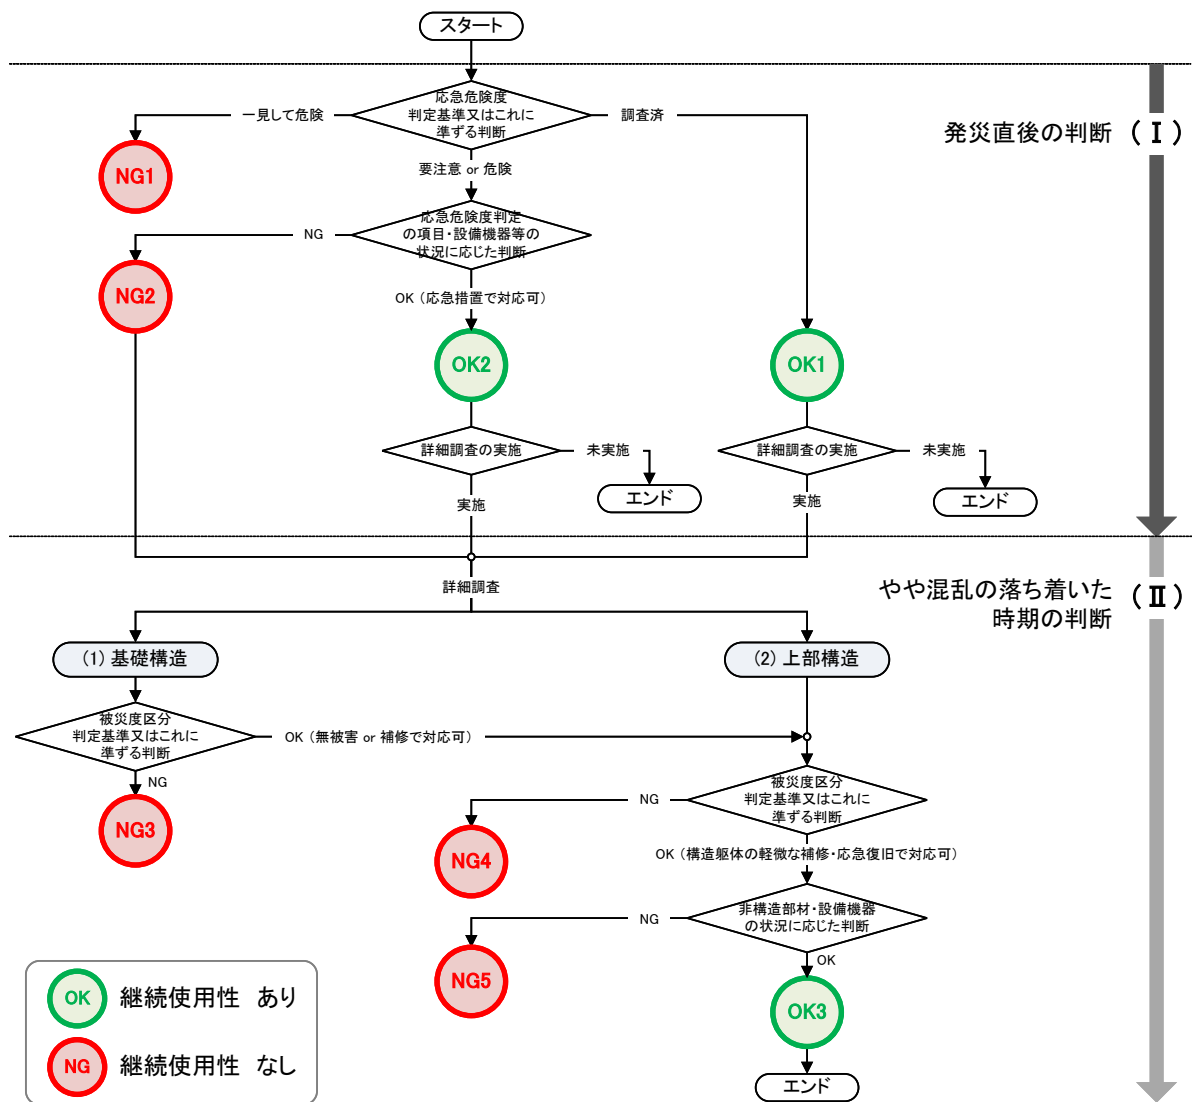 スタート
応急危険度
判定基準又はこれに
準ずる判断
一見して危険
調査済
発災直後の判断
(Ⅰ)
NG1
要注意 or 危険
応急危険度判定
の項目・設備機器等の
状況に応じた判断
NG
NG2
OK (応急措置で対応可)
OK2
OK1
詳細調査の実施
未実施
エンド
実施
詳細調査の実施
未実施
エンド
実施
詳細調査
やや混乱の落ち着いた
時期の判断
(Ⅱ)
(1) 基礎構造
(2) 上部構造
被災度区分
判定基準又はこれに
準ずる判断
OK (無被害 or 補修で対応可)
NG
NG3
被災度区分
判定基準又はこれに
準ずる判断
NG
NG4
OK (構造躯体の軽微な補修・応急復旧で対応可)
非構造部材・設備機器
の状況に応じた判断
NG
NG5
OK
OK3
エンド
OK
継続使用性 あり
NG
継続使用性 なし